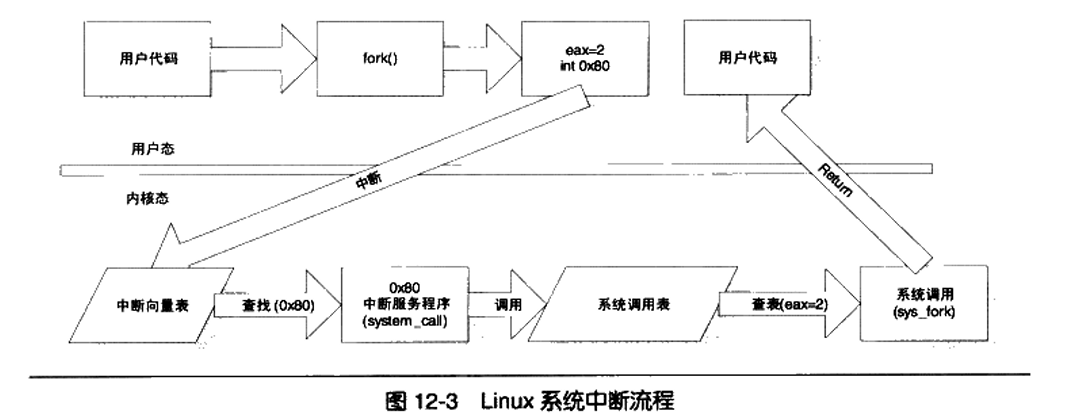 用户代码
fork()
eax=2
int 0x80
用户代码
用户态
内核态
中断
Return
中断向量表
查找 (0x80)
0x80
中断服务程序
(system_call)
调用
系统调用表
查表(eax=2)
系统调用
(sys_fork)
图 12-3 Linux 系统中断流程